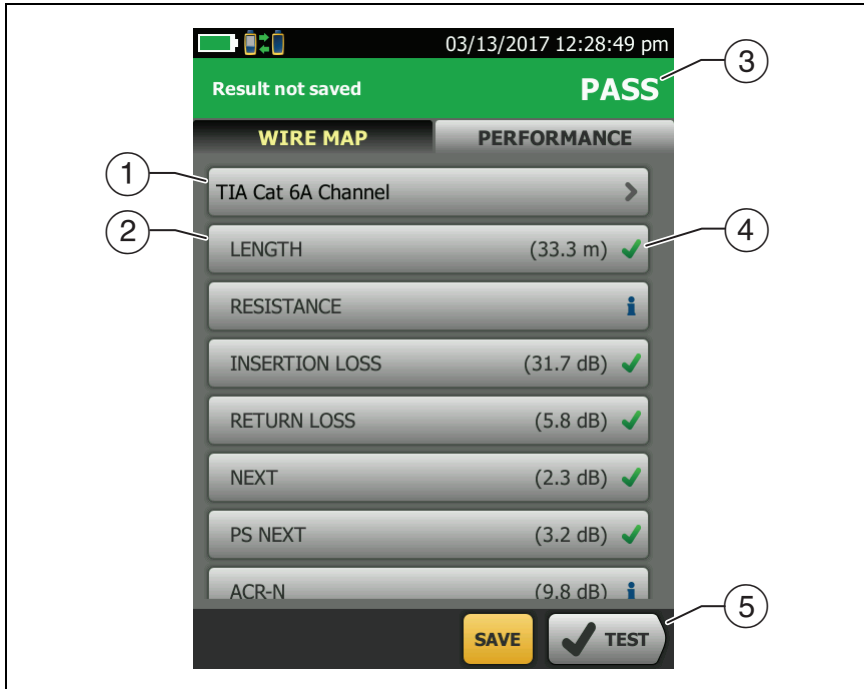 03/13/2017 12:28:49 pm
Result not saved PASS
WIRE MAP PERFORMANCE
TIA Cat 6A Channel
LENGTH (33.3 m)
RESISTANCE
INSERTION LOSS (31.7 dB)
RETURN LOSS (5.8 dB)
NEXT (2.3 dB)
PS NEXT (3.2 dB)
ACR-N (9.8 dB)
SAVE TEST
1
2
3
4
5